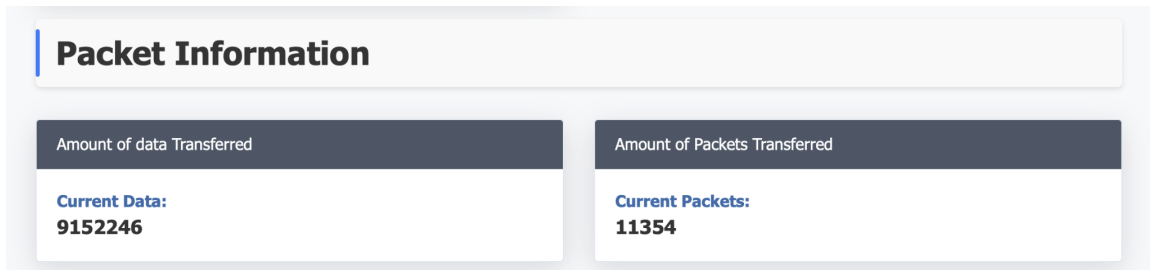 Packet Information
Amount of data Transferred
Current Data:
9152246
Amount of Packets Transferred
Current Packets:
11354